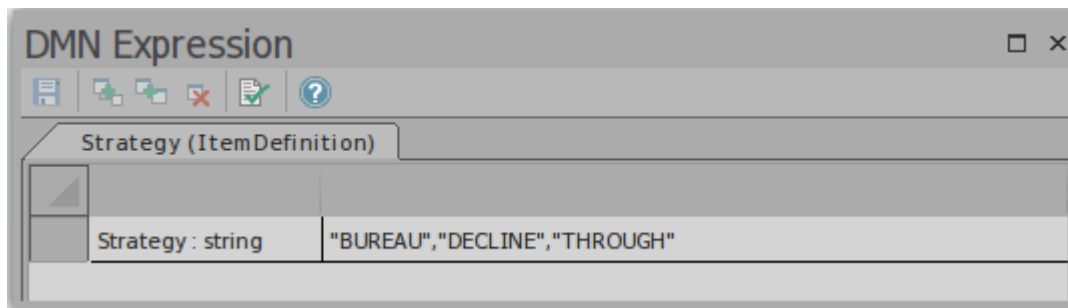 DMN Expression
Strategy (ItemDefinition)
Strategy : string "BUREAU","DECLINE","THROUGH"